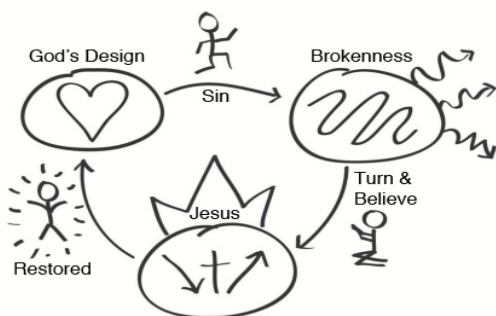 God's Design
Brokenness
Sin
Turn &
Believe
Jesus
Restored